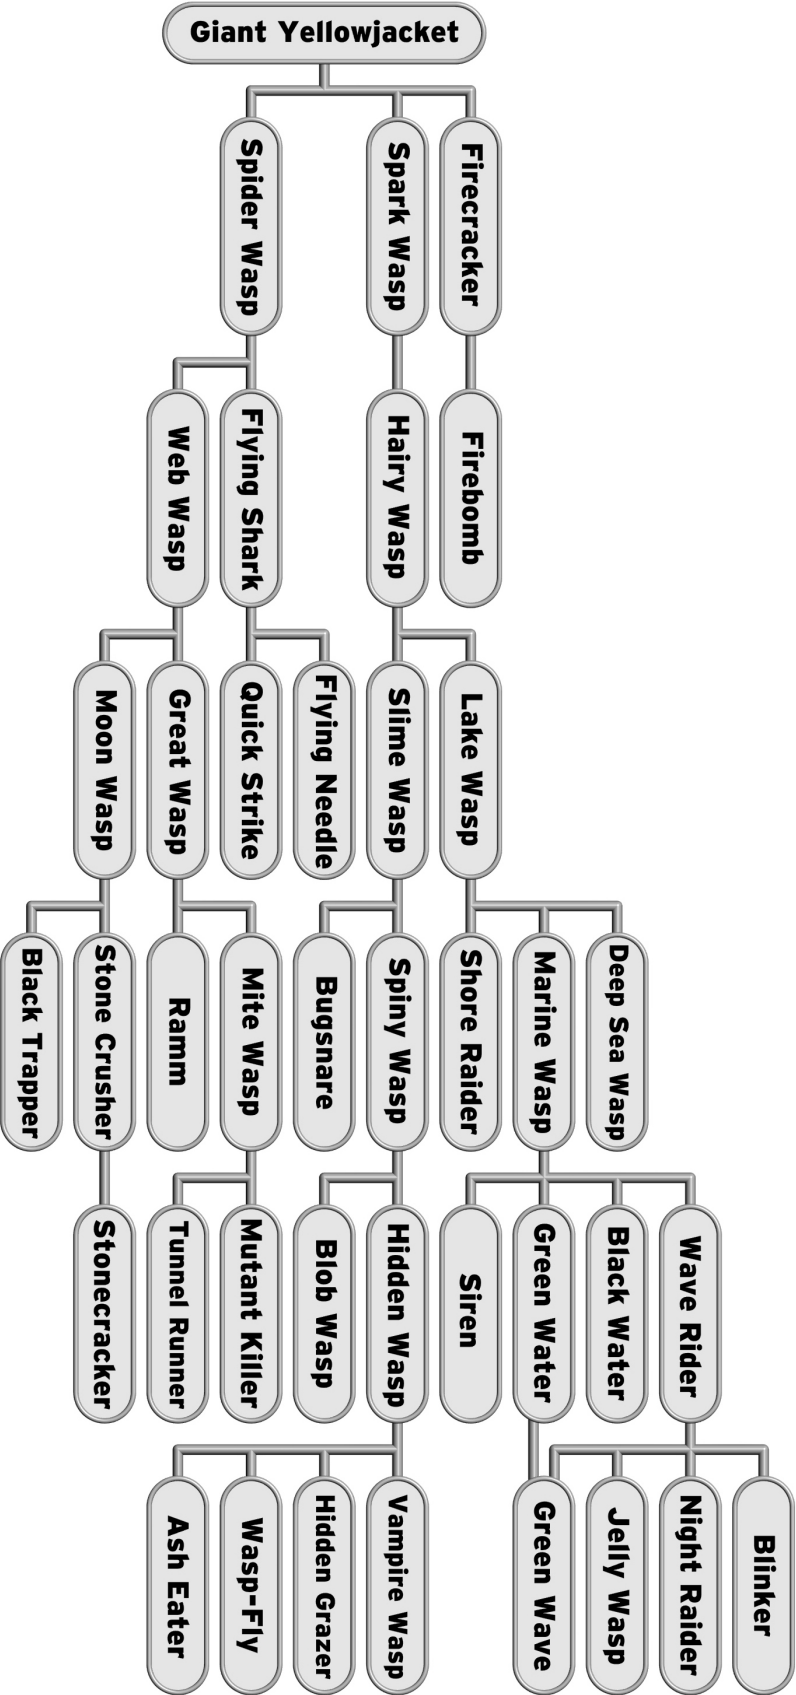 Giant Yellowjacket
Spider Wasp
Spark Wasp
Firecracker
Web Wasp
Flying Shark
Hairy Wasp
Firebomb
Moon Wasp
Great Wasp
Quick Strike
Flying Needle
Slime Wasp
Lake Wasp
Black Trapper
Stone Crusher
Ramm
Mite Wasp
Bugsnare
Spiny Wasp
Shore Raider
Marine Wasp
Deep Sea Wasp
Stonecracker
Tunnel Runner
Mutant Killer
Blob Wasp
Hidden Wasp
Siren
Green Water
Black Water
Wave Rider
Ash Eater
Wasp-Fly
Hidden Grazer
Vampire Wasp
Green Wave
Jelly Wasp
Night Raider
Blinker